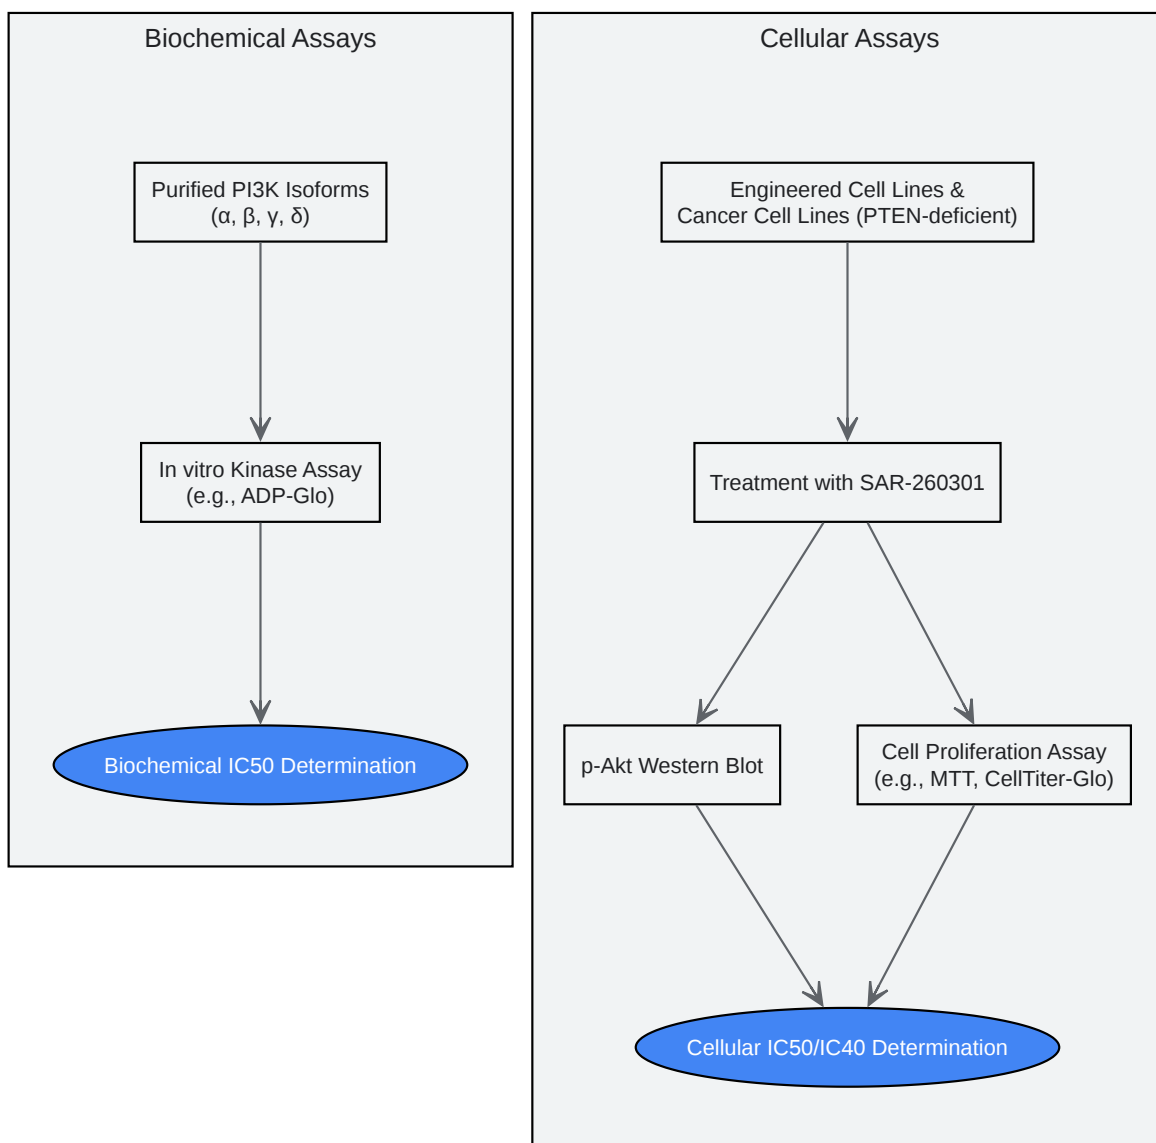 Biochemical Assays
Purified PI3K Isoforms
(α, β, γ, δ)
In vitro Kinase Assay
(e.g., ADP-Glo)
Biochemical IC50 Determination
Cellular Assays
Engineered Cell Lines &
Cancer Cell Lines (PTEN-deficient)
Treatment with SAR-260301
p-Akt Western Blot
Cell Proliferation Assay
(e.g., MTT, CellTiter-Glo)
Cellular IC50/IC40 Determination